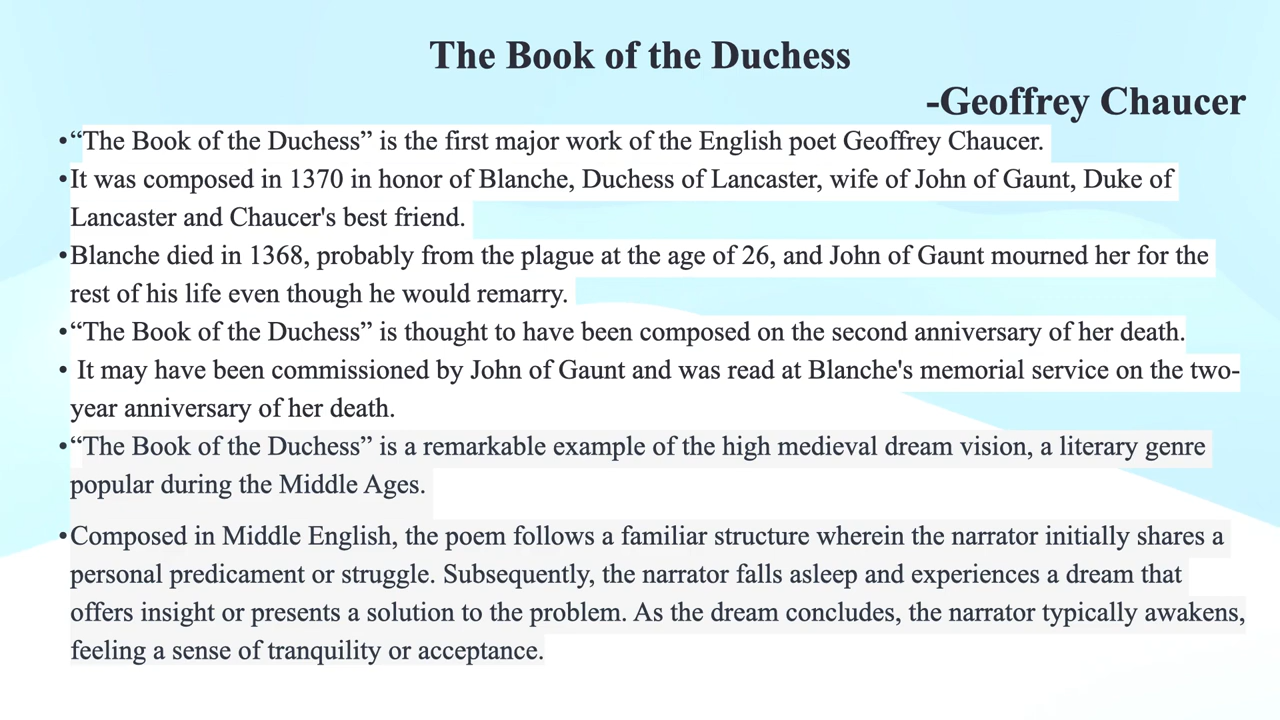 The Book of the Duchess
-Geoffrey Chaucer
•“The Book of the Duchess” is the first major work of the English poet Geoffrey Chaucer.
•It was composed in 1370 in honor of Blanche, Duchess of Lancaster, wife of John of Gaunt, Duke of
Lancaster and Chaucer's best friend.
•Blanche died in 1368, probably from the plague at the age of 26, and John of Gaunt mourned her for the
rest of his life even though he would remarry.
•“The Book of the Duchess” is thought to have been composed on the second anniversary of her death.
• It may have been commissioned by John of Gaunt and was read at Blanche's memorial service on the two-
year anniversary of her death.
•“The Book of the Duchess” is a remarkable example of the high medieval dream vision, a literary genre
popular during the Middle Ages.
•Composed in Middle English, the poem follows a familiar structure wherein the narrator initially shares a
personal predicament or struggle. Subsequently, the narrator falls asleep and experiences a dream that
offers insight or presents a solution to the problem. As the dream concludes, the narrator typically awakens,
feeling a sense of tranquility or acceptance.